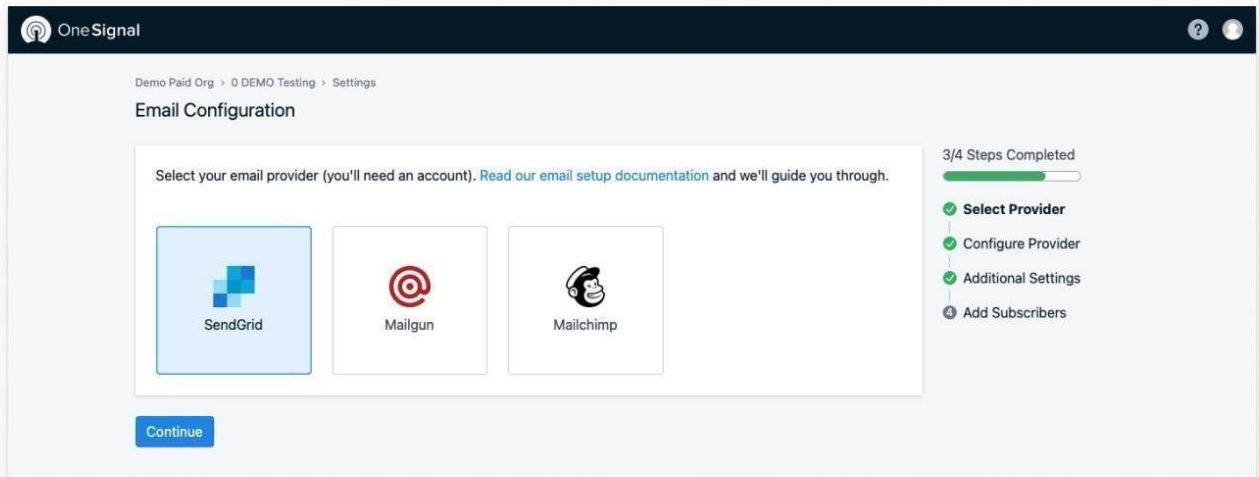 OneSignal
?
Demo Paid Org > 0 DEMO Testing > Settings
Email Configuration
Select your email provider (you'll need an account). Read our email setup documentation and we'll guide you through.
SendGrid
Mailgun
Mailchimp
Continue
3/4 Steps Completed
Select Provider
Configure Provider
Additional Settings
4 Add Subscribers